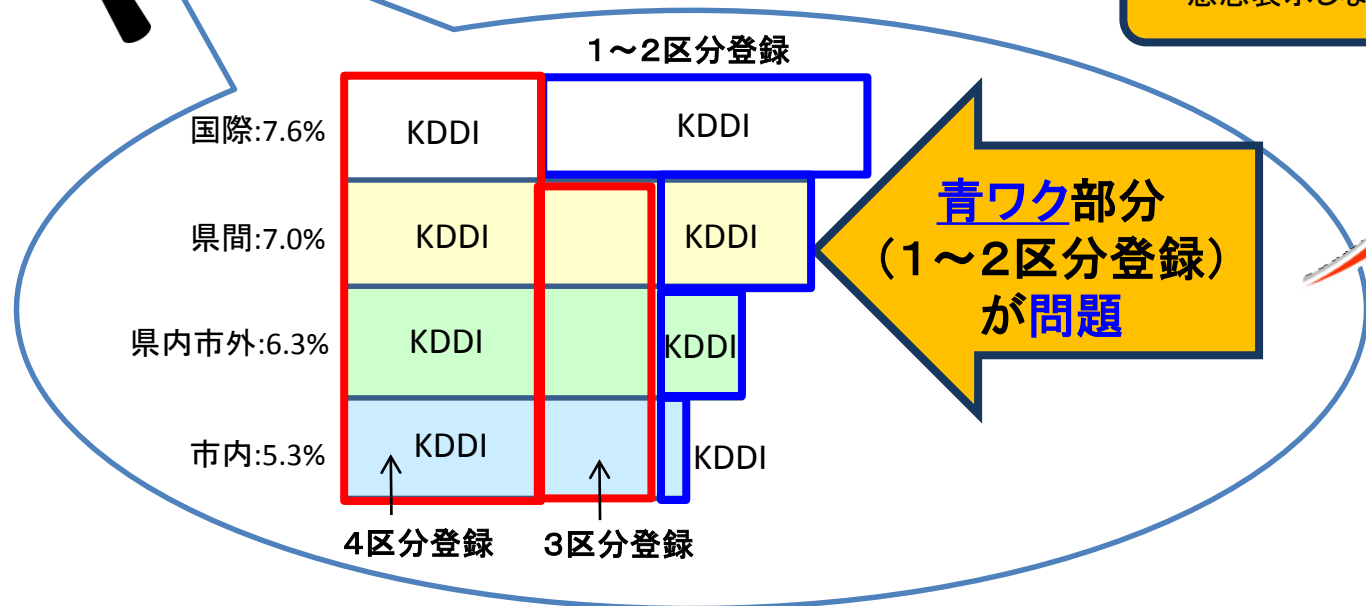 1～2区分登録
国際:7.6%
KDDI
KDDI
県間:7.0%
KDDI
KDDI
県内市外:6.3%
KDDI
KDDI
市内:5.3%
KDDI
KDDI
4区分登録
3区分登録
青ワク部分
(1～2区分登録)
が問題